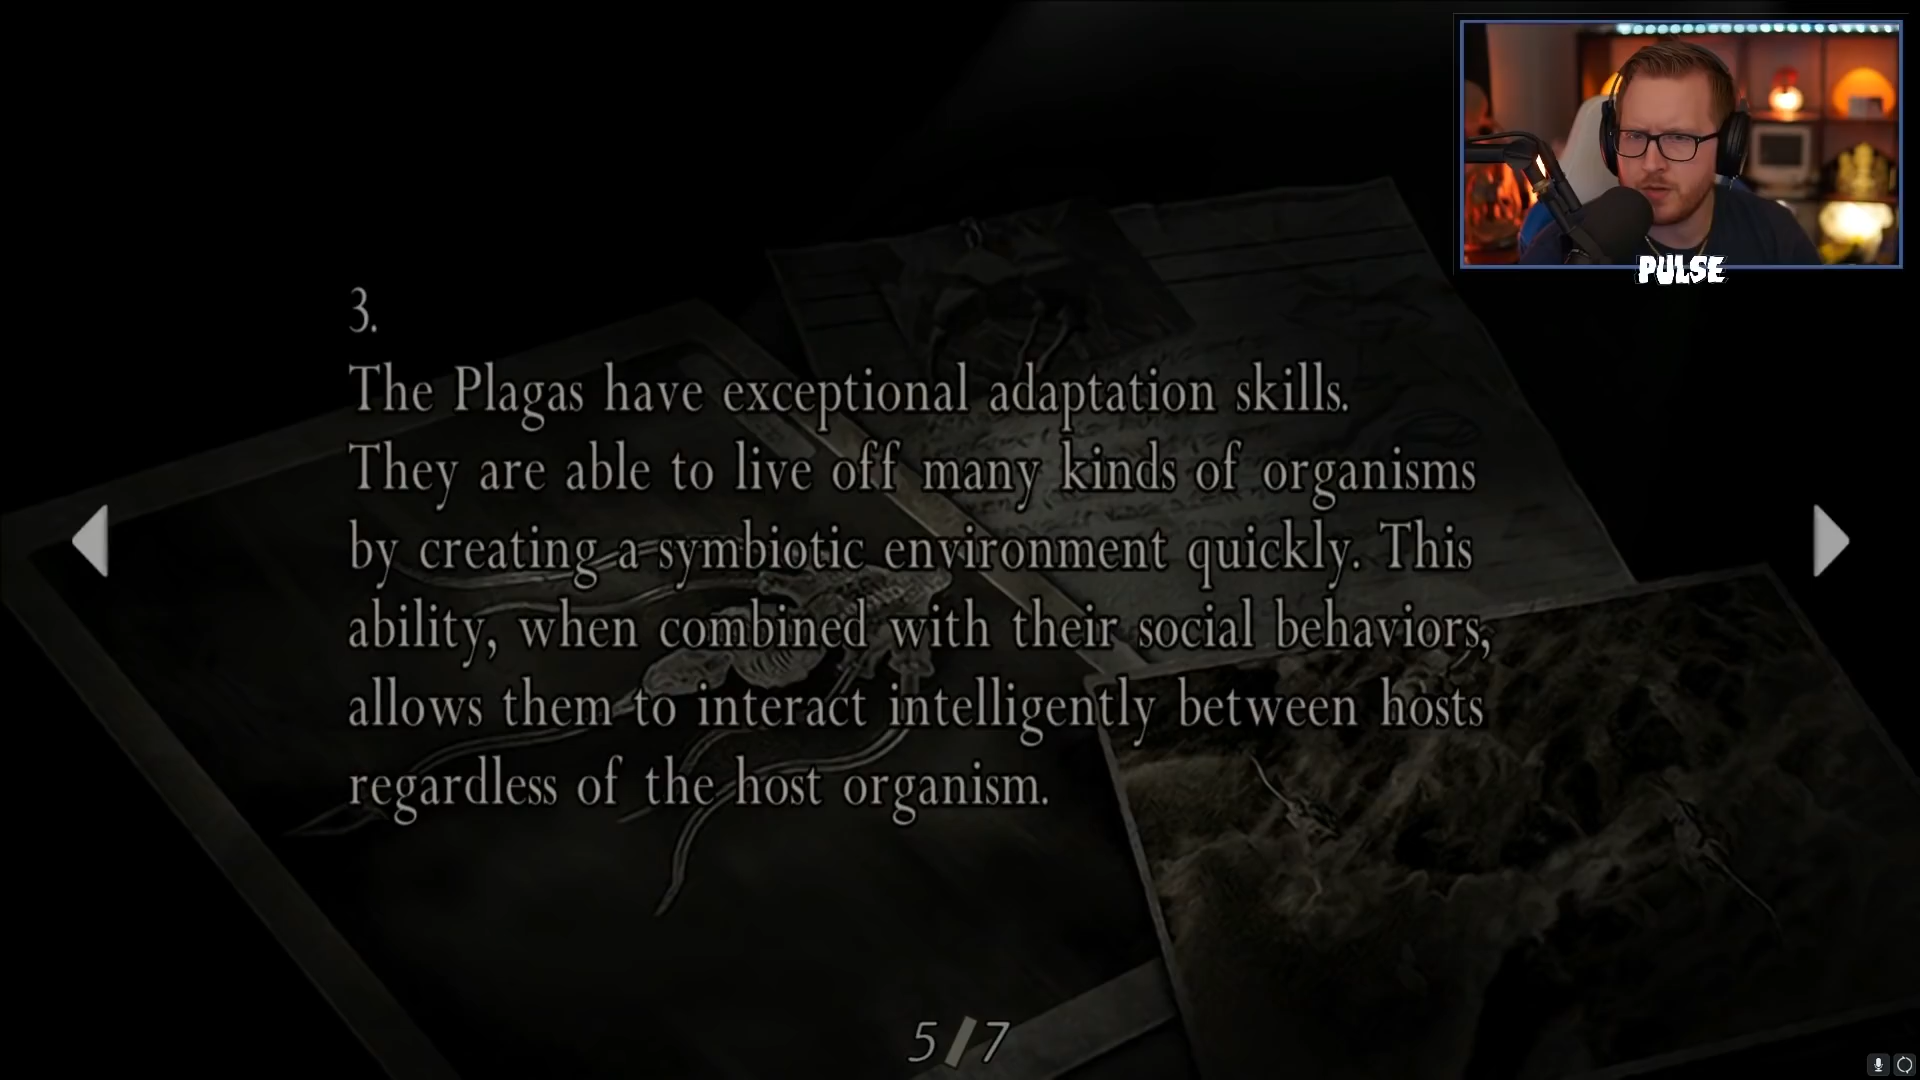 PULSE
3.
The Plagas have exceptional adaptation skills.
They are able to live off many kinds of organisms
by creating a symbiotic environment quickly. This
ability, when combined with their social behaviors,
allows them to interact intelligently between hosts
regardless of the host organism.
5/7